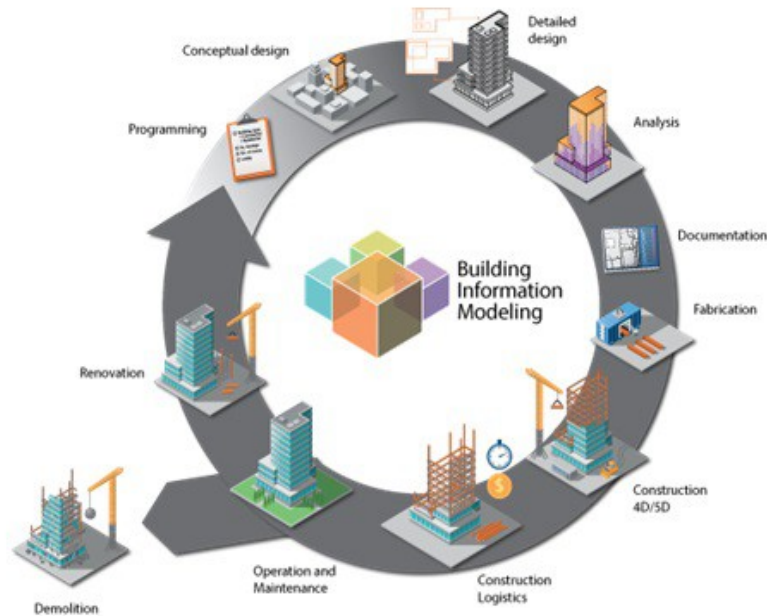 Detailed
design
Conceptual design
Programming
Analysis
Building
Information
Modeling
Documentation
Fabrication
Renovation
Construction
4D/5D
Operation and
Maintenance
Construction
Logistics
Demolition
$